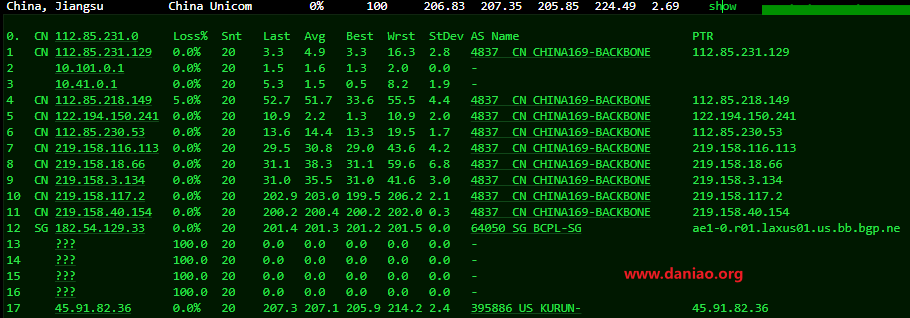 China, Jiangsu China Unicom 0% 100 206.83 207.35 205.85 224.49 2.69 show
0. CN 112.85.231.0 Loss% Snt Last Avg Best Wrst StDev AS Name PTR
1 CN 112.85.231.129 0.0% 20 3.3 4.9 3.3 16.3 2.8 4837 CN CHINA169-BACKBONE 112.85.231.129
2 10.101.0.1 0.0% 20 1.5 1.6 1.3 2.0 0.0 -
3 10.41.0.1 0.0% 20 5.3 1.5 0.5 8.2 1.9 -
4 CN 112.85.218.149 5.0% 20 52.7 51.7 33.6 55.5 4.4 4837 CN CHINA169-BACKBONE 112.85.218.149
5 CN 122.194.150.241 0.0% 20 10.9 2.2 1.3 10.9 2.0 4837 CN CHINA169-BACKBONE 122.194.150.241
6 CN 112.85.230.53 0.0% 20 13.6 14.4 13.3 19.5 1.7 4837 CN CHINA169-BACKBONE 112.85.230.53
7 CN 219.158.116.113 0.0% 20 29.5 30.8 29.0 43.6 4.2 4837 CN CHINA169-BACKBONE 219.158.116.113
8 CN 219.158.18.66 0.0% 20 31.1 38.3 31.1 59.6 6.8 4837 CN CHINA169-BACKBONE 219.158.18.66
9 CN 219.158.3.134 0.0% 20 31.0 35.5 31.0 41.6 3.0 4837 CN CHINA169-BACKBONE 219.158.3.134
10 CN 219.158.117.2 0.0% 20 202.9 203.0 199.5 206.2 2.1 4837 CN CHINA169-BACKBONE 219.158.117.2
11 CN 219.158.40.154 0.0% 20 200.2 200.4 200.2 202.0 0.3 4837 CN CHINA169-BACKBONE 219.158.40.154
12 SG 182.54.129.33 0.0% 20 201.4 201.3 201.2 201.5 0.0 64050 SG BCPL-SG ae1-0.r01.laxus01.us.bb.bgp.ne
13 ??? 100.0 20 0.0 0.0 0.0 0.0 0.0 -
14 ??? 100.0 20 0.0 0.0 0.0 0.0 0.0 -
15 ??? 100.0 20 0.0 0.0 0.0 0.0 0.0 -
16 ??? 100.0 20 0.0 0.0 0.0 0.0 0.0 -
www.daniao.org
17 45.91.82.36 0.0% 20 207.3 207.1 205.9 214.2 2.4 395886 US KURUN- 45.91.82.36